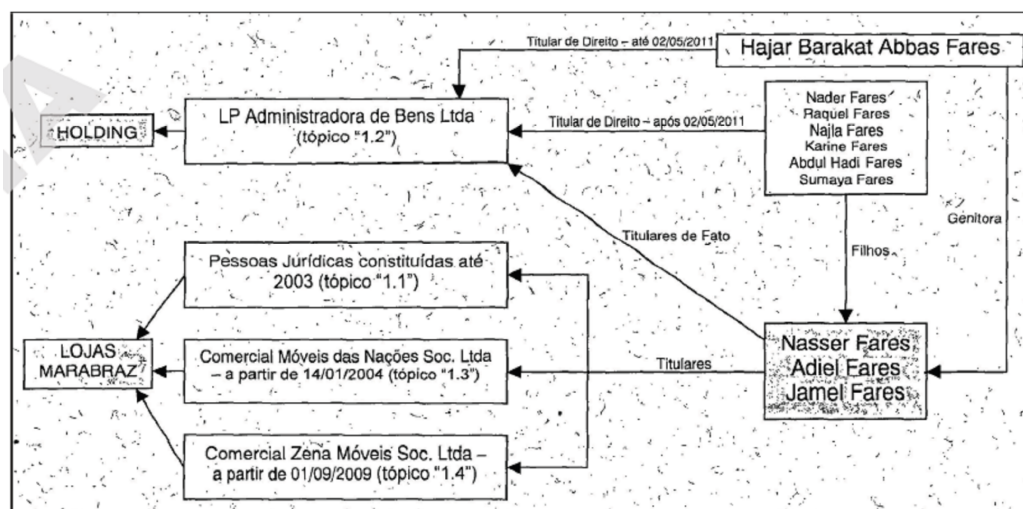 Titular de Direito – até 02/05/2011
Hajar Barakat Abbas Fares
HOLDING
LP Administradora de Bens Ltda
(tópico "1.2")
Titular de Direito – após 02/05/2011
Nader Fares
Raquel Fares
Najla Fares
Karine Fares
Abdul Hadi Fares
Sumaya Fares
Genitora
Titulares de Fato
Filhos
Pessoas Jurídicas constituídas até
2003 (tópico "1.1")
LOJAS
MARABRAZ
Comercial Móveis das Nações Soc. Ltda
– a partir de 14/01/2004 (tópico "1.3")
Titulares
Nasser Fares
Adiel Fares
Jamel Fares
Comercial Zena Móveis Soc. Ltda –
a partir de 01/09/2009 (tópico "1.4")